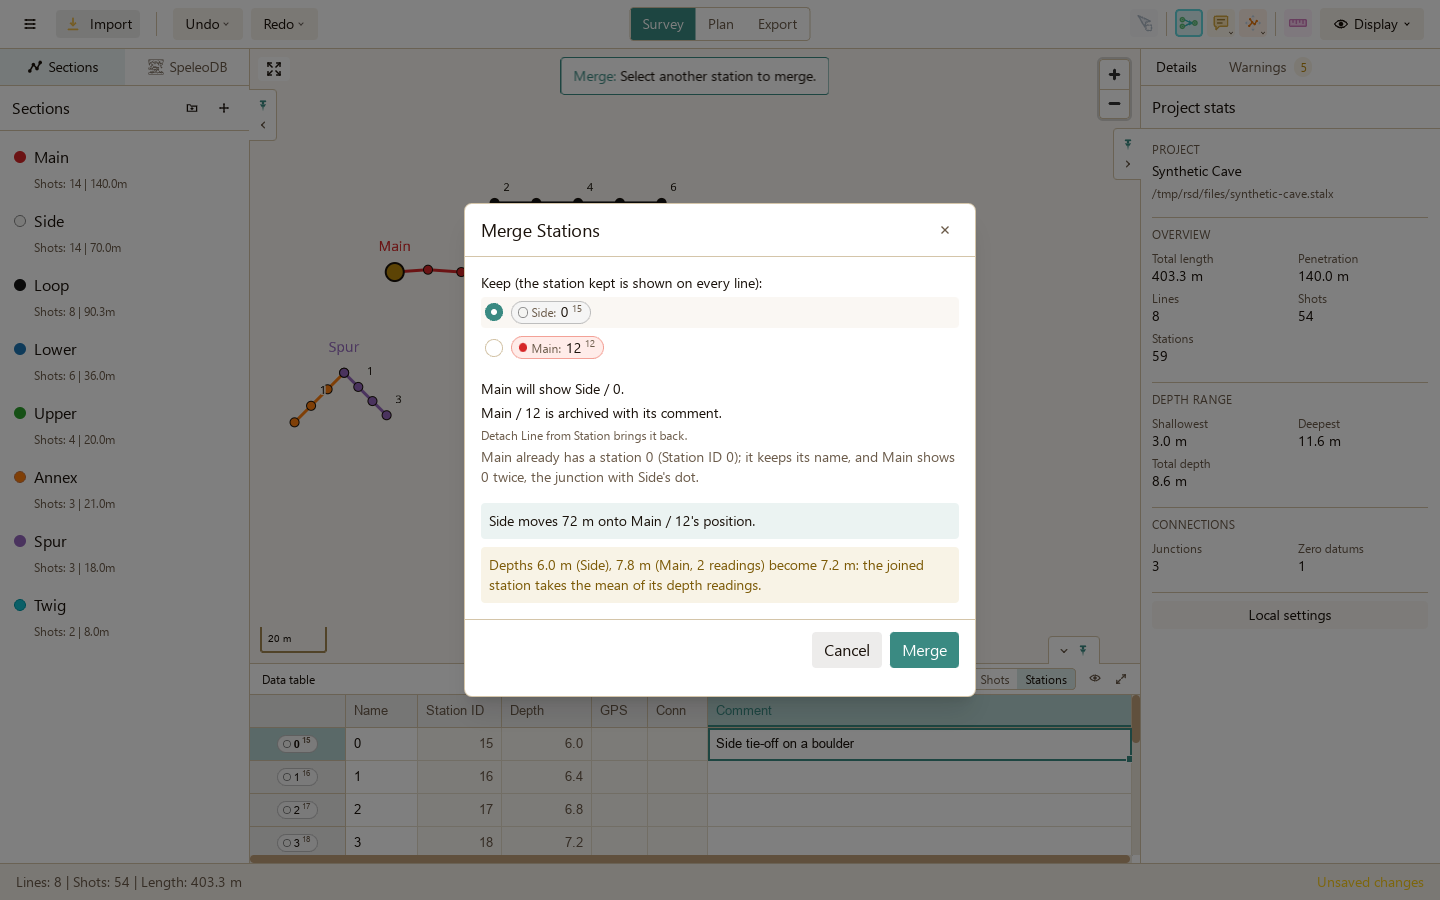 Import
Undo
Redo
Survey
Plan
Export
Display
Sections
SpeleoDB
Merge: Select another station to merge.
Details
Warnings 5
Sections
Project stats
Main
Shots: 14 | 140.0m
Side
Shots: 14 | 70.0m
Loop
Shots: 8 | 90.3m
Lower
Shots: 6 | 36.0m
Upper
Shots: 4 | 20.0m
Annex
Shots: 3 | 21.0m
Spur
Shots: 3 | 18.0m
Twig
Shots: 2 | 8.0m
2
4
6
Main
Spur
1
1
3
20 m
PROJECT
Synthetic Cave
/tmp/rsd/files/synthetic-cave.stalx
OVERVIEW
Total length
Penetration
403.3 m
140.0 m
Lines
Shots
8
54
Stations
59
DEPTH RANGE
Shallowest
Deepest
3.0 m
11.6 m
Total depth
8.6 m
CONNECTIONS
Junctions
Zero datums
3
1
Local settings
Merge Stations
Keep (the station kept is shown on every line):
Side: 0 15
Main: 12 12
Main will show Side / 0.
Main / 12 is archived with its comment.
Detach Line from Station brings it back.
Main already has a station 0 (Station ID 0); it keeps its name, and Main shows
0 twice, the junction with Side's dot.
Side moves 72 m onto Main / 12's position.
Depths 6.0 m (Side), 7.8 m (Main, 2 readings) become 7.2 m: the joined
station takes the mean of its depth readings.
Cancel
Merge
Data table
Shots
Stations
Name
Station ID
Depth
GPS
Conn
Comment
0 15
0
15
6.0
Side tie-off on a boulder
1 16
1
16
6.4
2 17
2
17
6.8
3 18
3
18
7.2
Lines: 8 | Shots: 54 | Length: 403.3 m
Unsaved changes